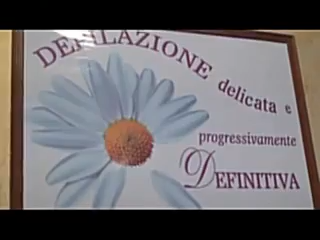 DEPILAZIONE
delicata e
progressivamente
DEFINITIVA